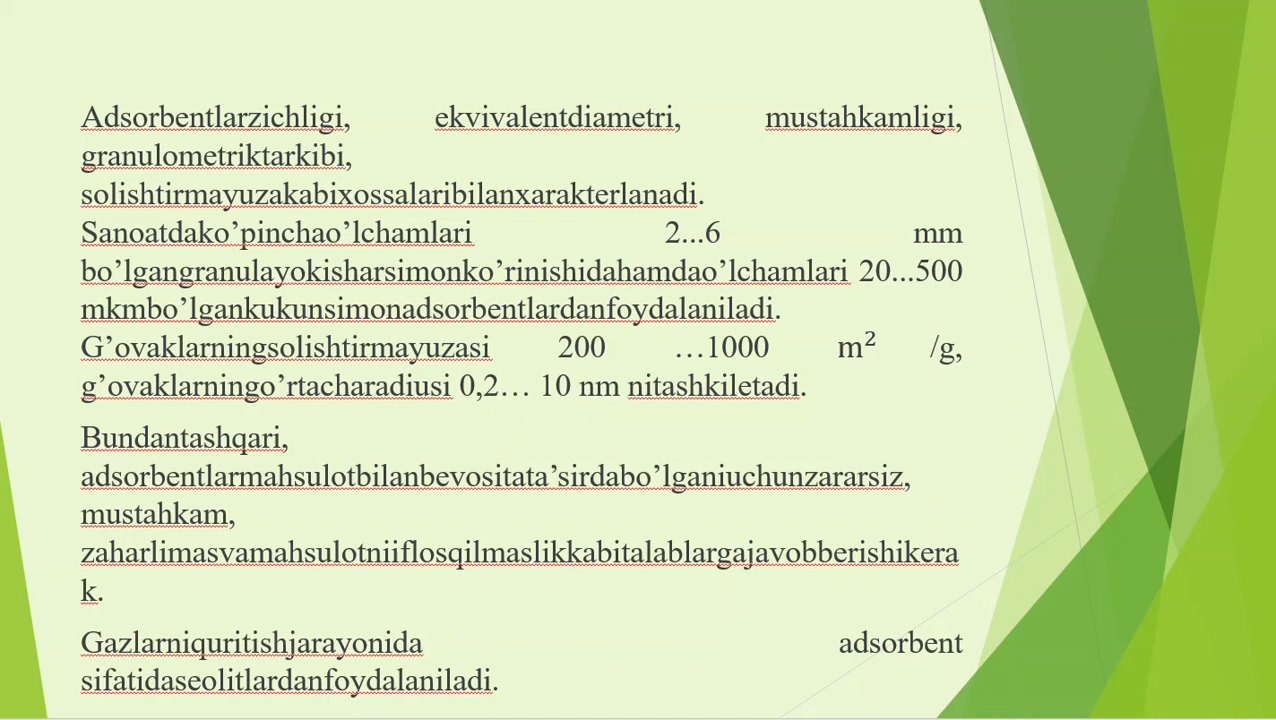 Adsorbentlarzichligi, ekvivalentdiametri, mustahkamligi,
granulometriktarkibi,
solishtirmayuzakabixossalaribilanxarakterlanadi.
Sanoatdako’pinchao’lchamlari 2...6 mm
bo’lgangranulayokisharsimonko’rinishidahamdao’lchamlari 20...500
mkmbo’lgankukunsimonadsorbentlardanfoydalaniladi.
G’ovaklarningsolishtirmayuzasi 200 …1000 m² /g,
g’ovaklarningo’rtacharadiusi 0,2… 10 nm nitashkiletadi.
Bundantashqari,
adsorbentlarmahsulotbilanbevositata’sirdabo’lganiuchunzararsiz,
mustahkam,
zaharlimasvamahsulotniiflosqilmaslikkabitalablargajavobberishikera
k.
Gazlarniquritishjarayonida adsorbent
sifatidaseolitlardanfoydalaniladi.